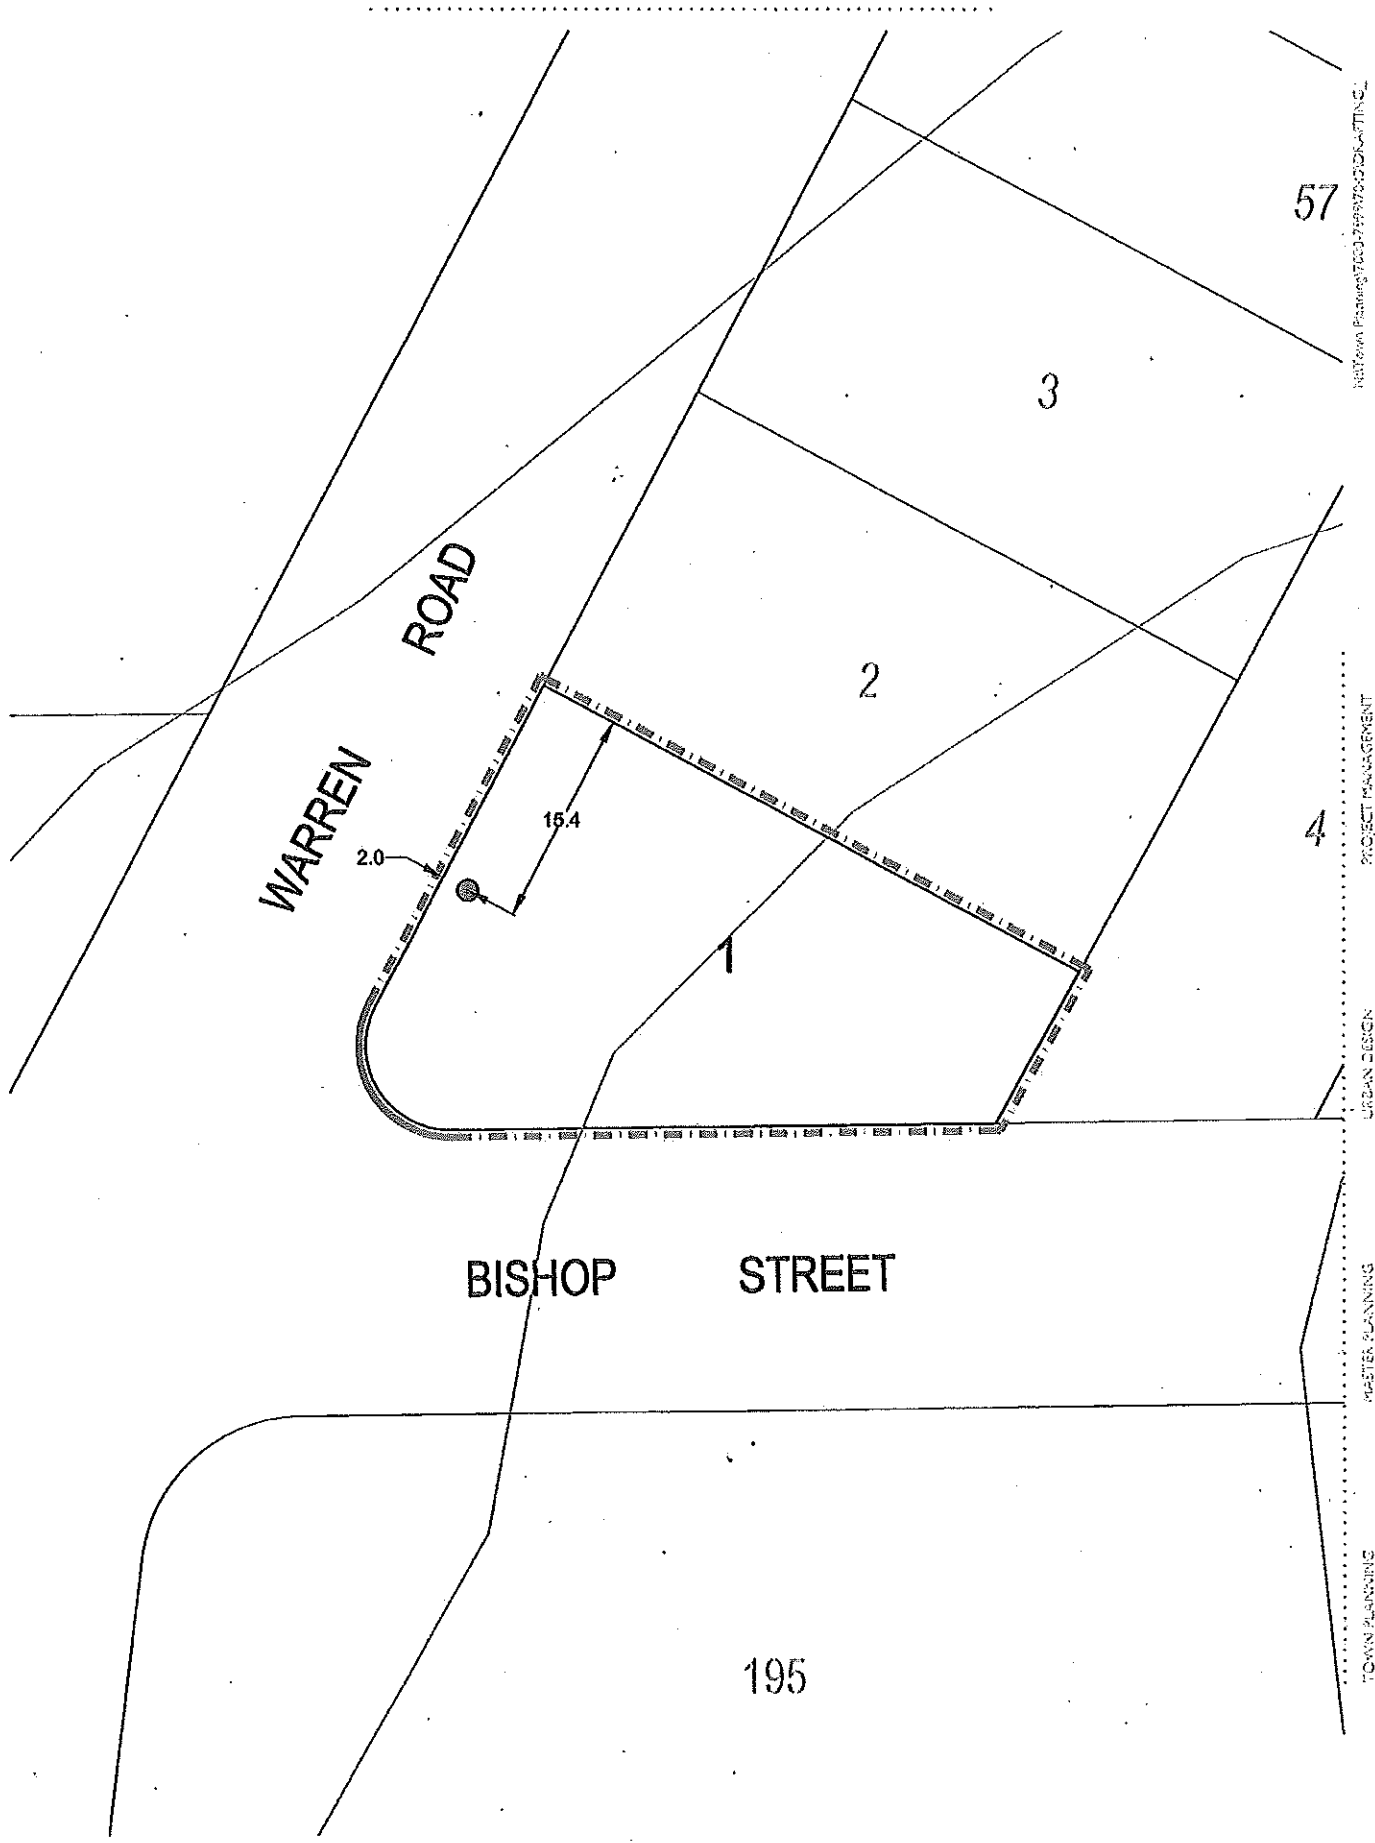 57
3
ROAD
2
WARREN
15.4
4
2.0
1
BISHOP STREET
195
PROJECT MANAGEMENT
URBAN DESIGN
MASTER PLANNING
TOWN PLANNING